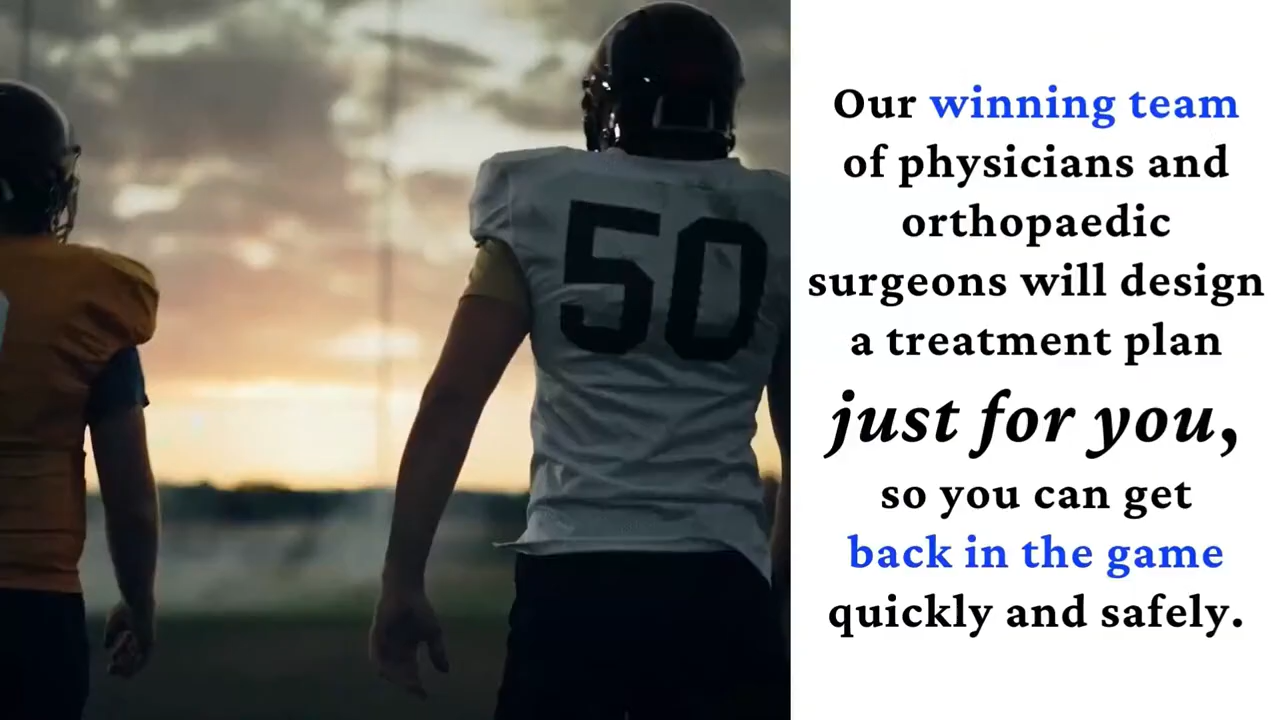 50
Our winning team
of physicians and
orthopaedic
surgeons will design
a treatment plan
just for you,
so you can get
back in the game
quickly and safely.